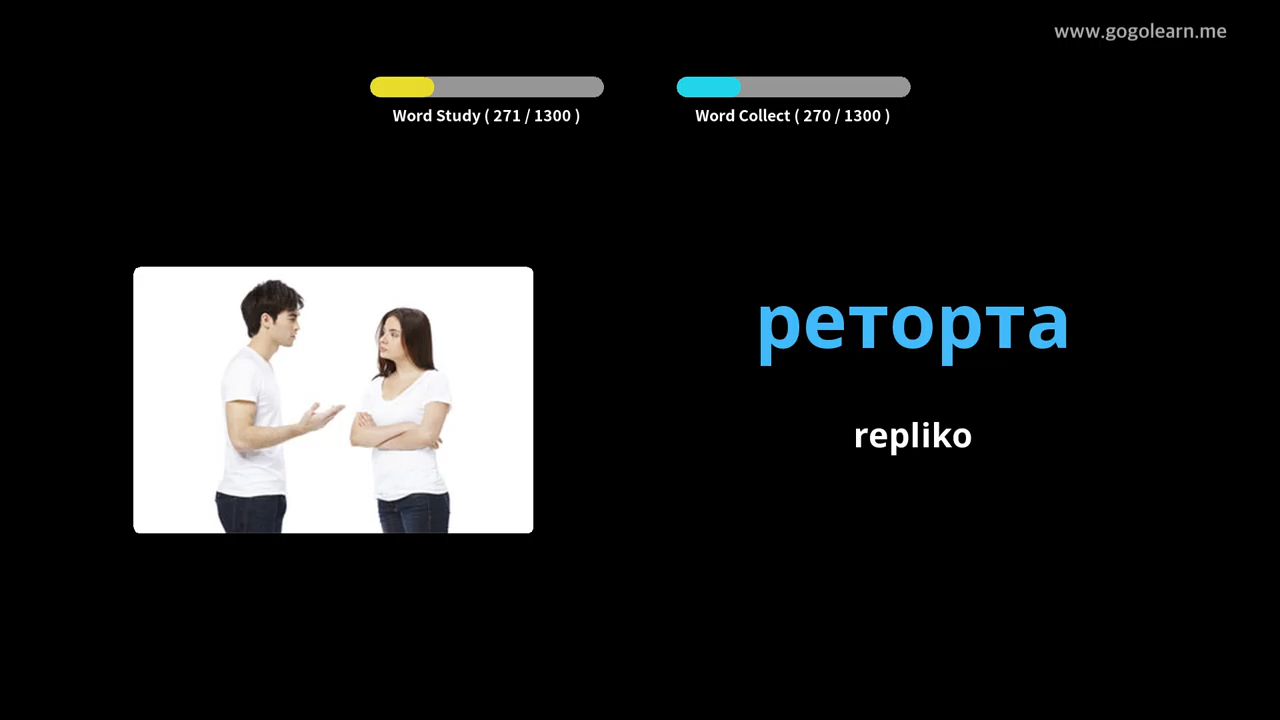 www.gogolearn.me
Word Study ( 271 / 1300 )
Word Collect ( 270 / 1300 )
реторта
repliko